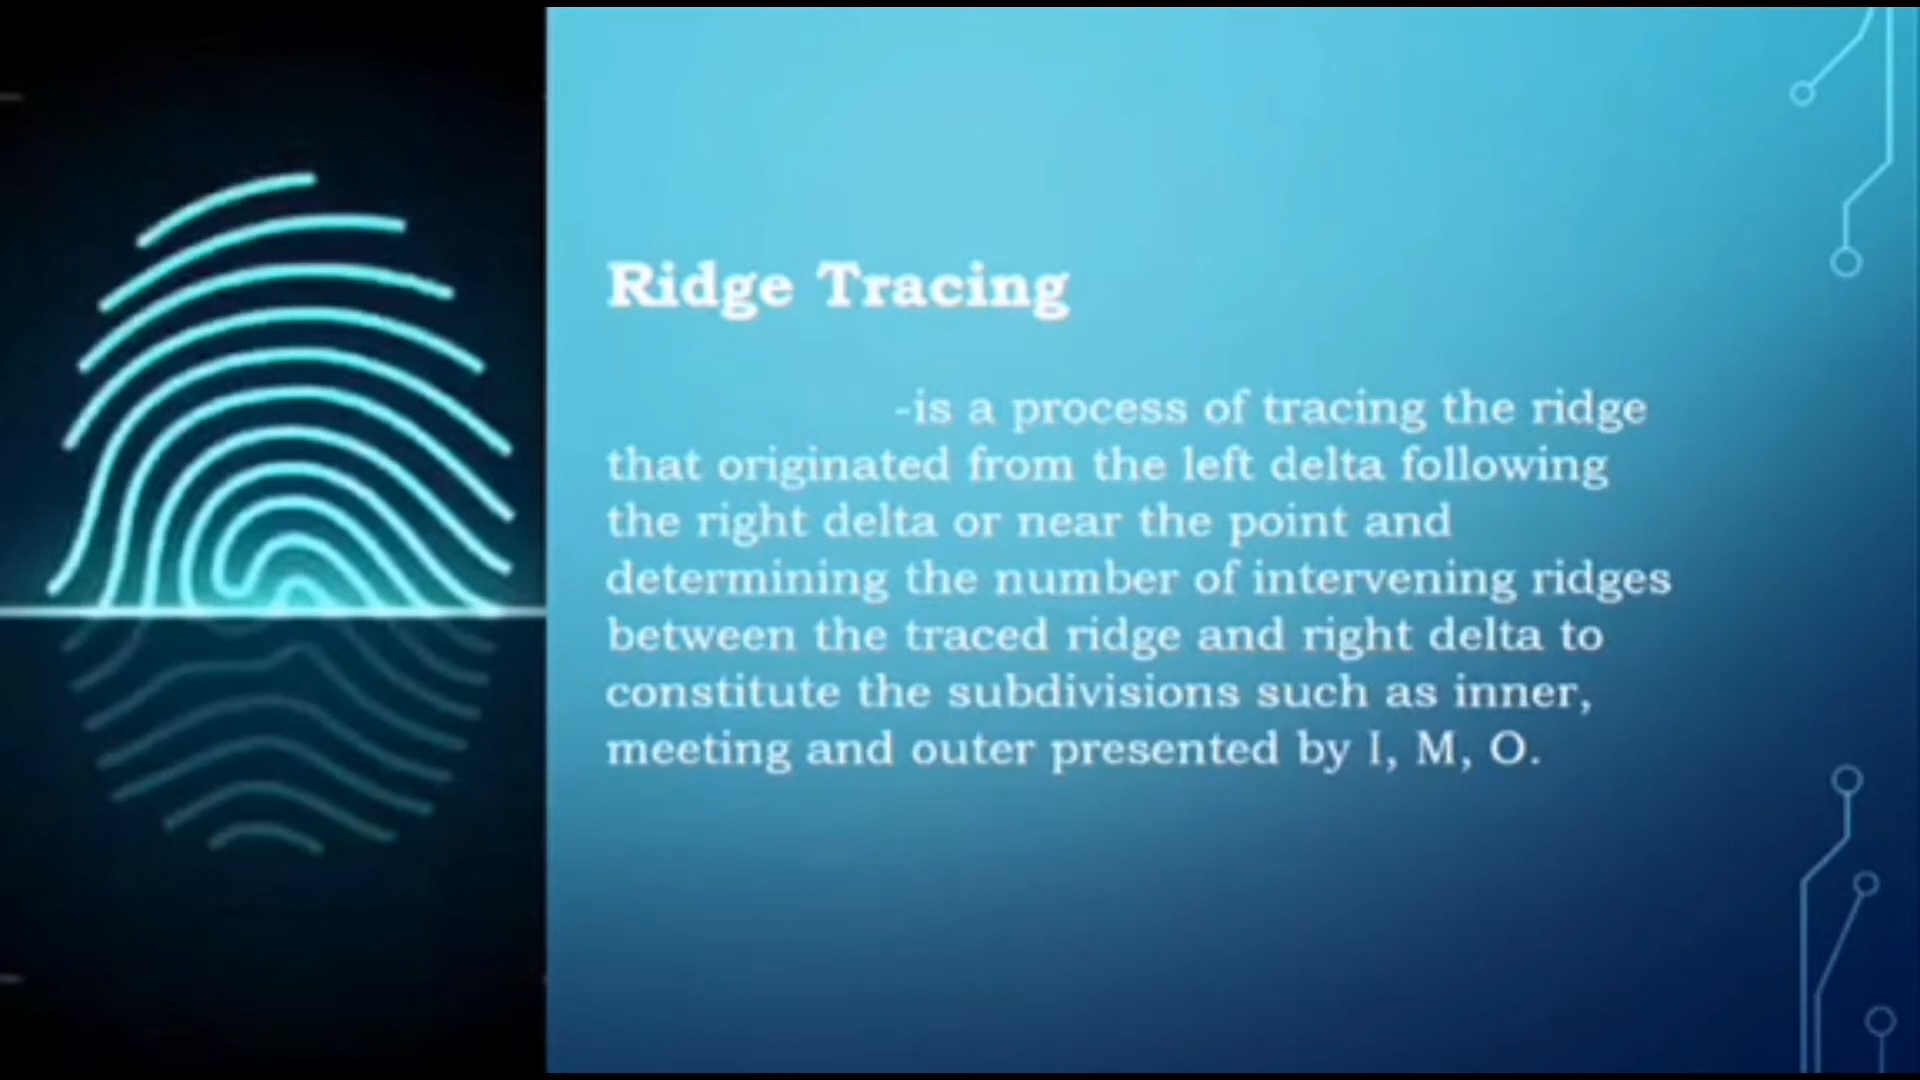 Ridge Tracing
-is a process of tracing the ridge
that originated from the left delta following
the right delta or near the point and
determining the number of intervening ridges
between the traced ridge and right delta to
constitute the subdivisions such as inner,
meeting and outer presented by I, M, O.